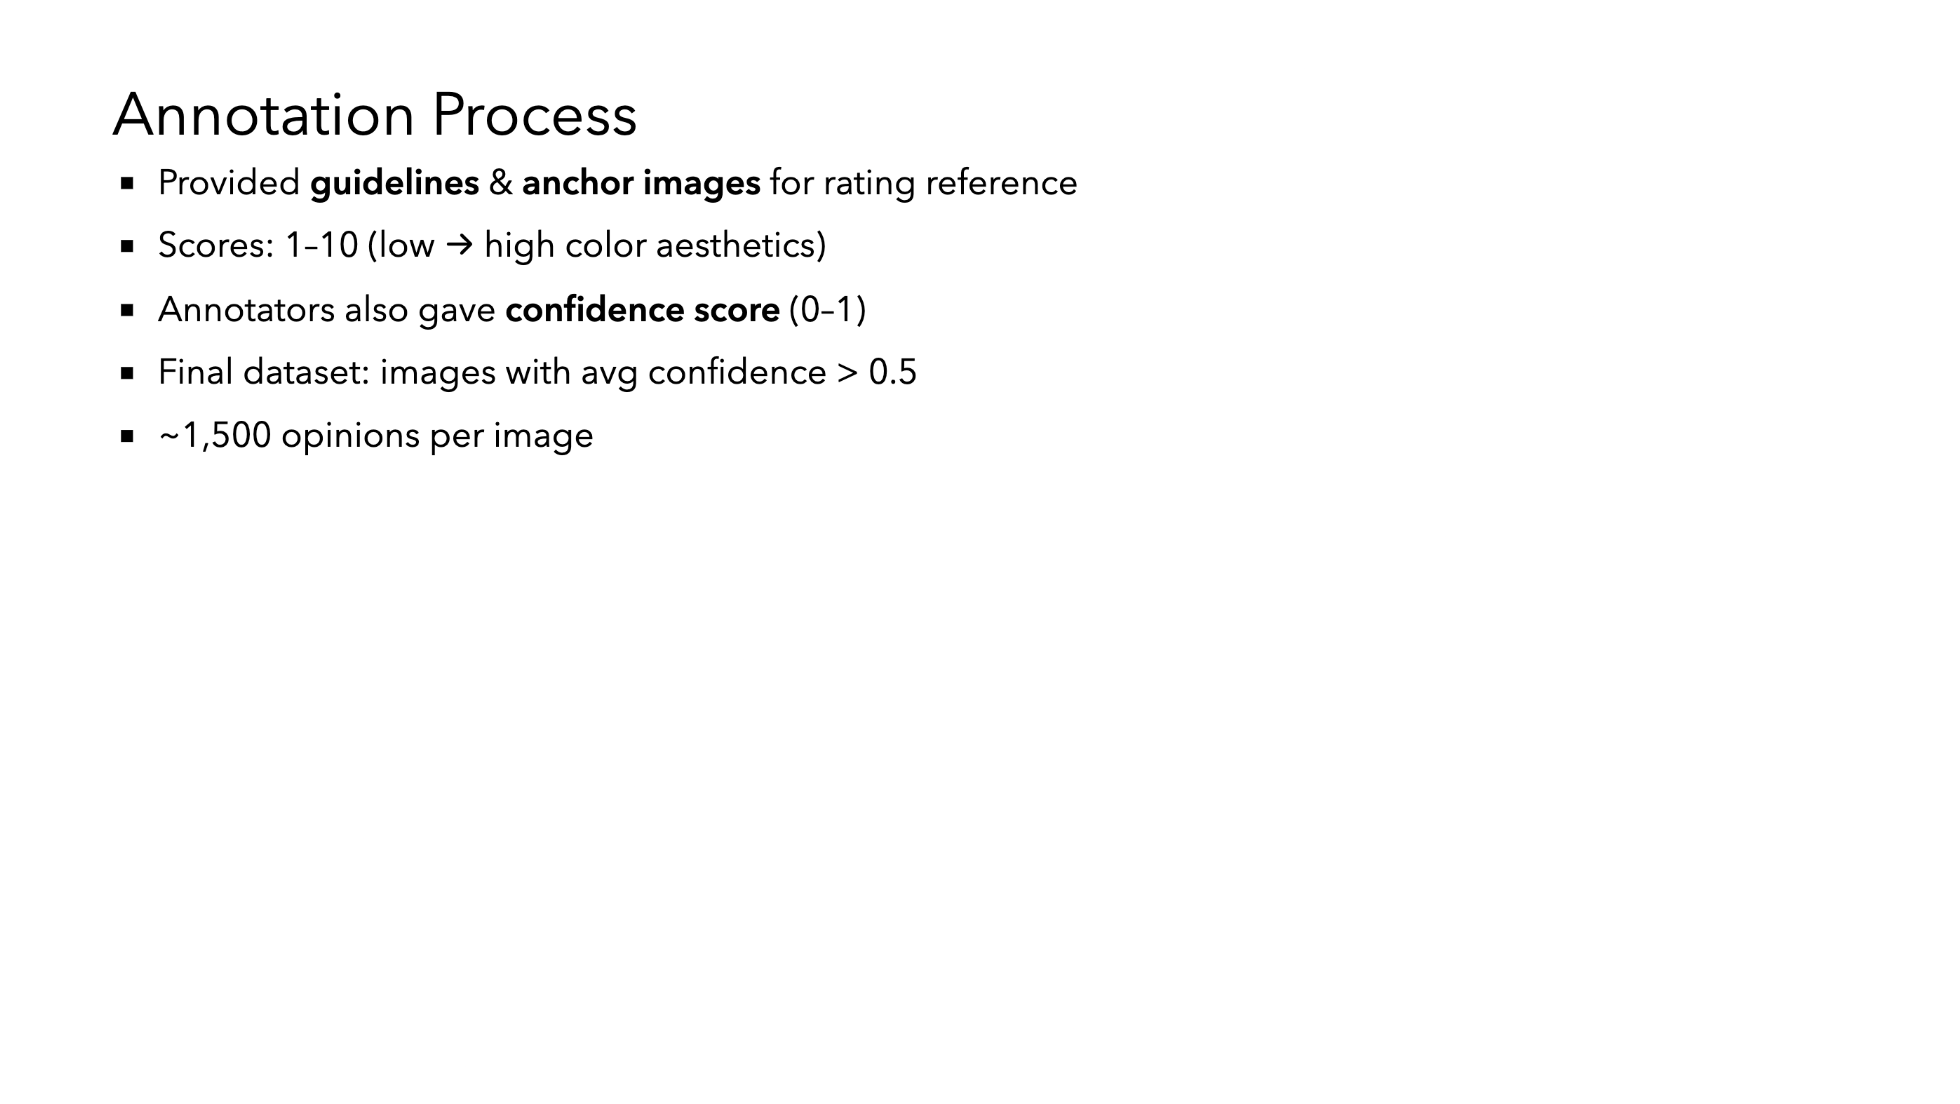 Annotation Process
▪ Provided guidelines & anchor images for rating reference
▪ Scores: 1–10 (low → high color aesthetics)
▪ Annotators also gave confidence score (0–1)
▪ Final dataset: images with avg confidence > 0.5
▪ ~1,500 opinions per image